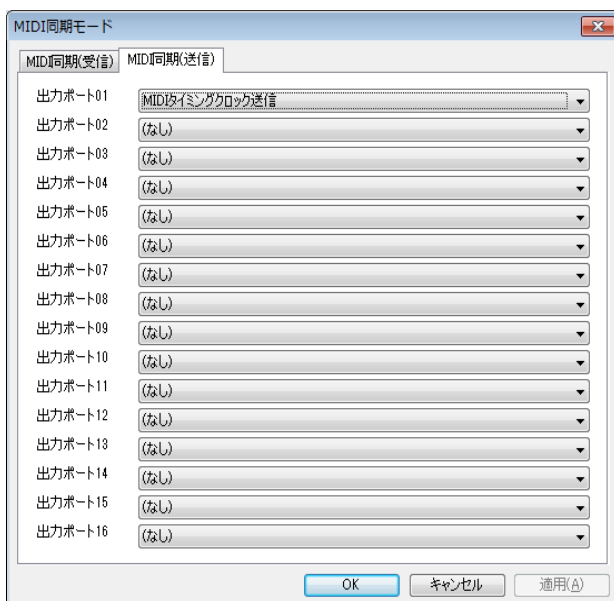 MIDI同期モード
MIDI同期(受信) MIDI同期(送信)
出力ポート01 MIDIタイミングクロック送信
出力ポート02 (なし)
出力ポート03 (なし)
出力ポート04 (なし)
出力ポート05 (なし)
出力ポート06 (なし)
出力ポート07 (なし)
出力ポート08 (なし)
出力ポート09 (なし)
出力ポート10 (なし)
出力ポート11 (なし)
出力ポート12 (なし)
出力ポート13 (なし)
出力ポート14 (なし)
出力ポート15 (なし)
出力ポート16 (なし)
OK キャンセル 適用(A)